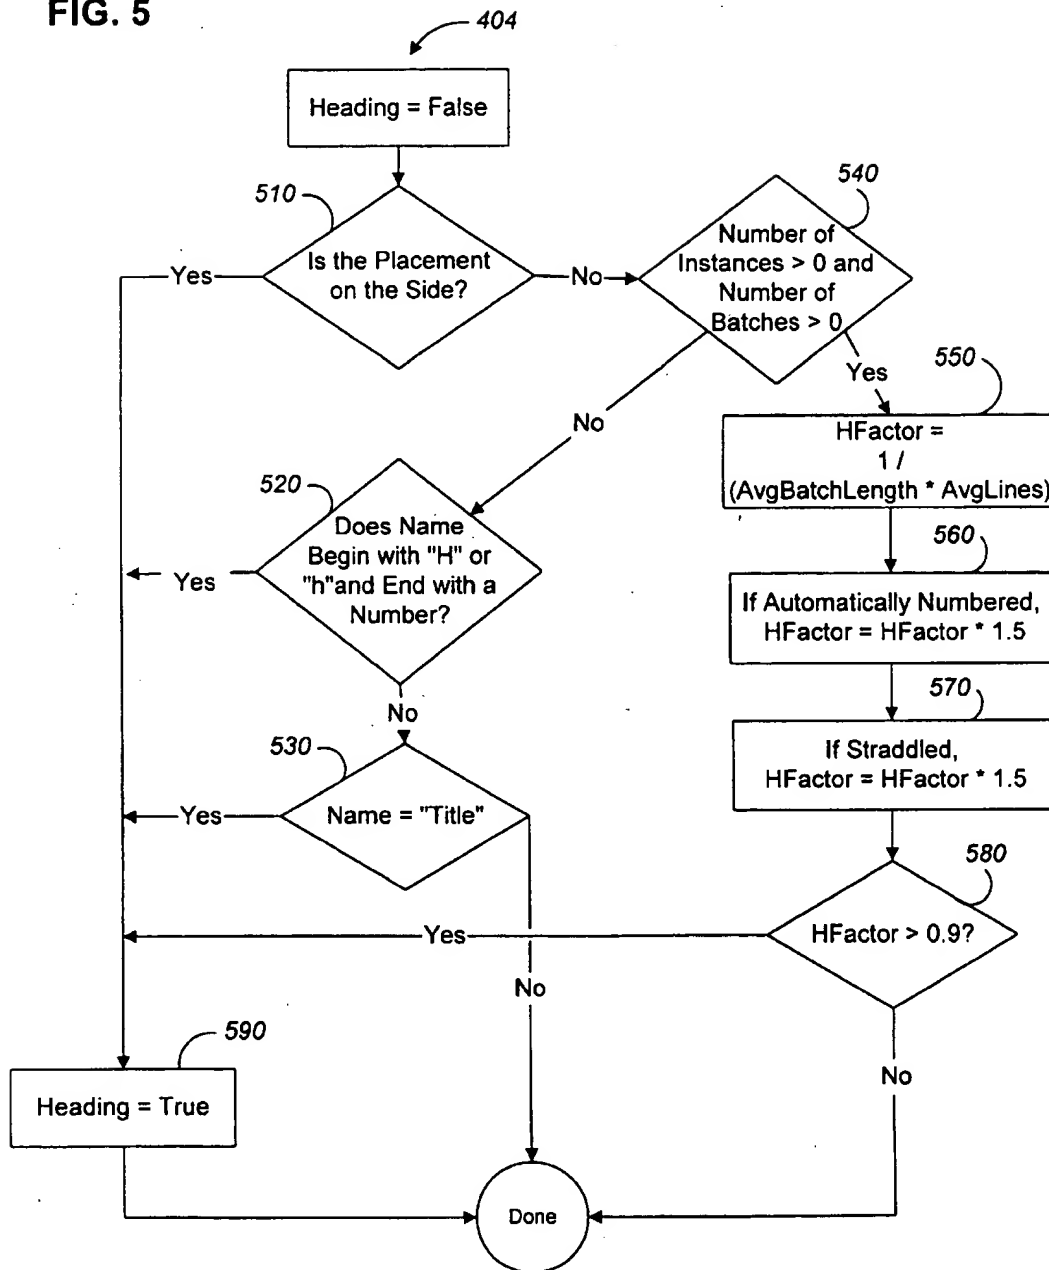 FIG. 5
404
Heading = False
510
540
Is the Placement
on the Side?
Yes
No
Number of
Instances > 0 and
Number of
Batches > 0
550
Yes
No
HFactor =
1 /
(AvgBatchLength * AvgLines)
520
Does Name
Begin with "H" or
"h"and End with a
Number?
Yes
No
560
If Automatically Numbered,
HFactor = HFactor * 1.5
570
If Straddled,
HFactor = HFactor * 1.5
530
Name = "Title"
Yes
580
HFactor > 0.9?
Yes
No
No
590
Heading = True
Done